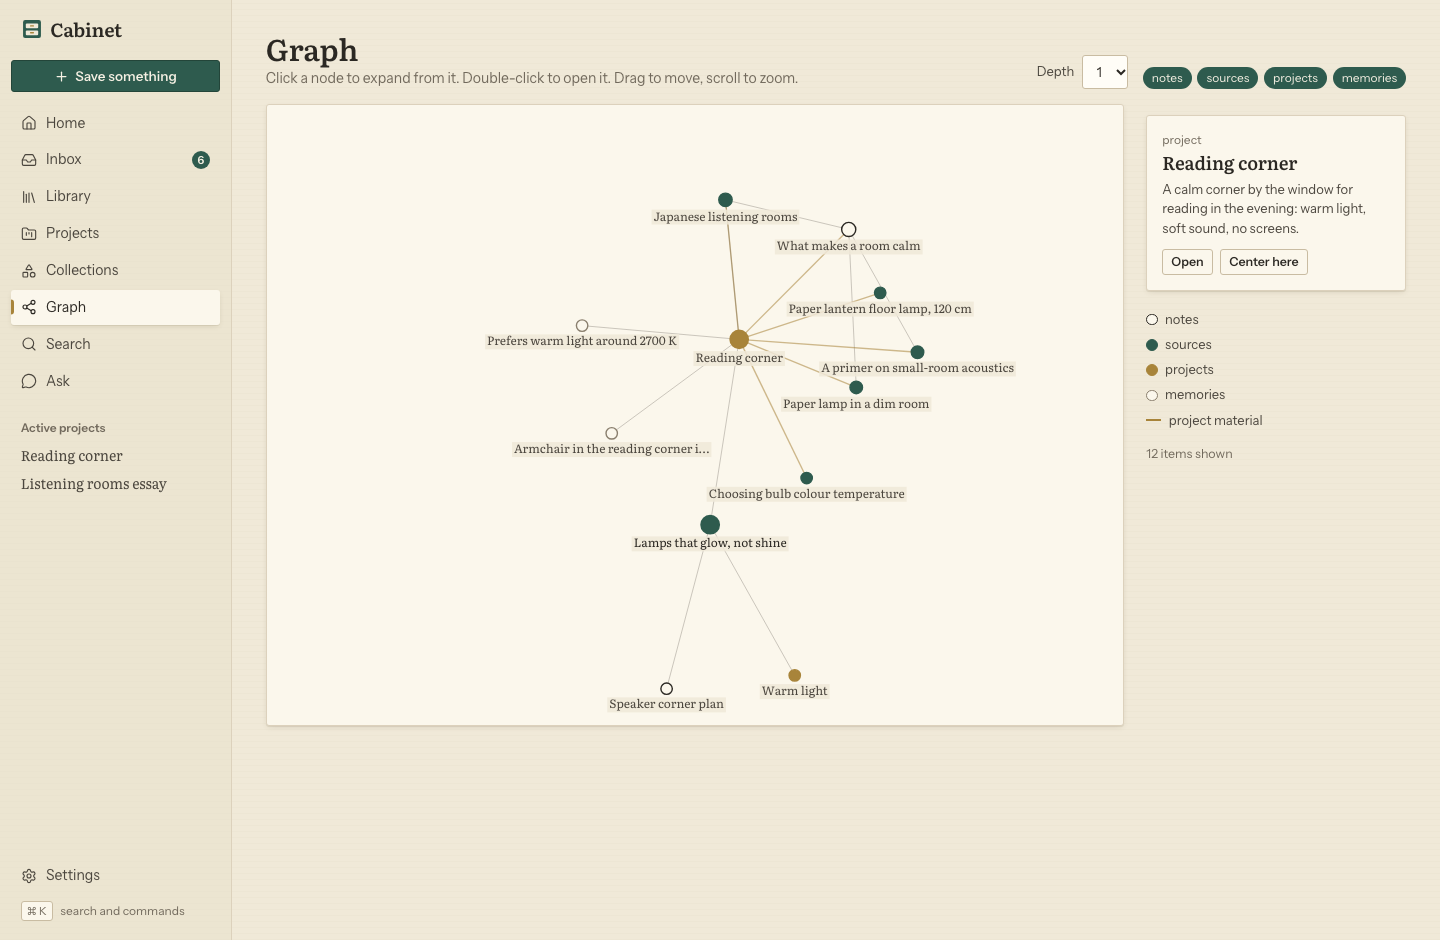 Cabinet
Save something
Home
Inbox
6
Library
Projects
Collections
Graph
Search
Ask
Active projects
Reading corner
Listening rooms essay
Settings
⌘ K search and commands
Graph
Click a node to expand from it. Double-click to open it. Drag to move, scroll to zoom.
Depth
1
notes
sources
projects
memories
Japanese listening rooms
What makes a room calm
Paper lantern floor lamp, 120 cm
Prefers warm light around 2700 K
Reading corner
A primer on small-room acoustics
Paper lamp in a dim room
Armchair in the reading corner i…
Choosing bulb colour temperature
Lamps that glow, not shine
Warm light
Speaker corner plan
project
Reading corner
A calm corner by the window for
reading in the evening: warm light,
soft sound, no screens.
Open
Center here
notes
sources
projects
memories
project material
12 items shown